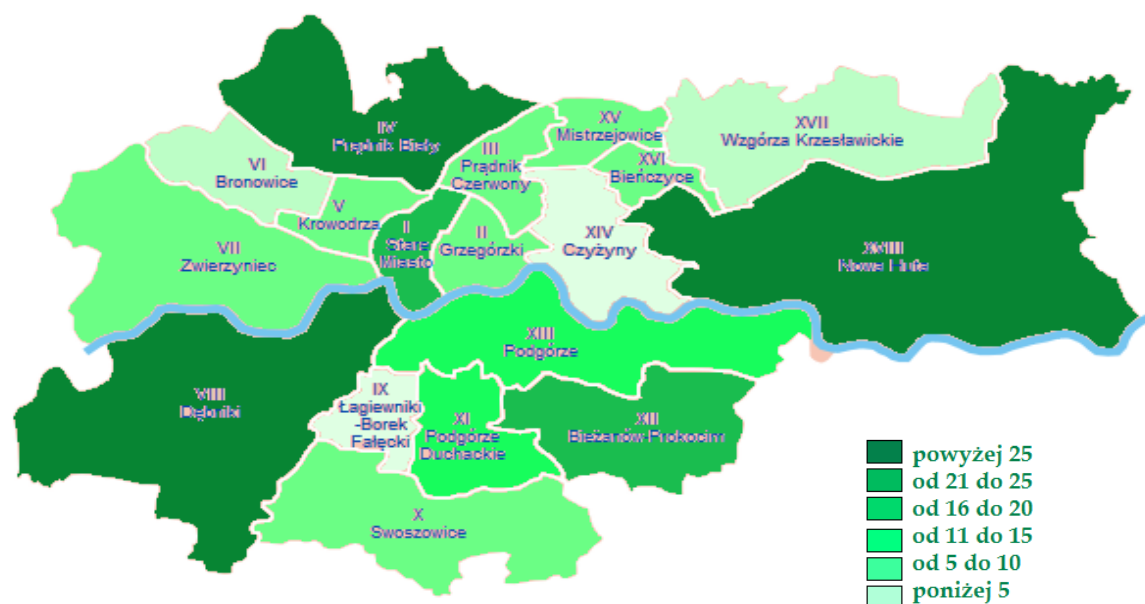 IV
Prądnik Biały
XV
Mistrzejowice
XVII
Wzgórza Krzesławickie
III
Prądnik
Czerwony
XVI
Bieńczyce
VI
Bronowice
V
Krowodrza
I
Stare
Miasto
II
Grzegórzki
XIV
Czyżyny
VII
Zwierzyniec
XVIII
Nowa Huta
XIII
Podgórze
VIII
Dębniki
IX
Łagiewniki
-Borek
Fałęcki
XI
Podgórze
Duchackie
XII
Bieżanów-Prokocim
X
Swoszowice
powyżej 25
od 21 do 25
od 16 do 20
od 11 do 15
od 5 do 10
poniżej 5